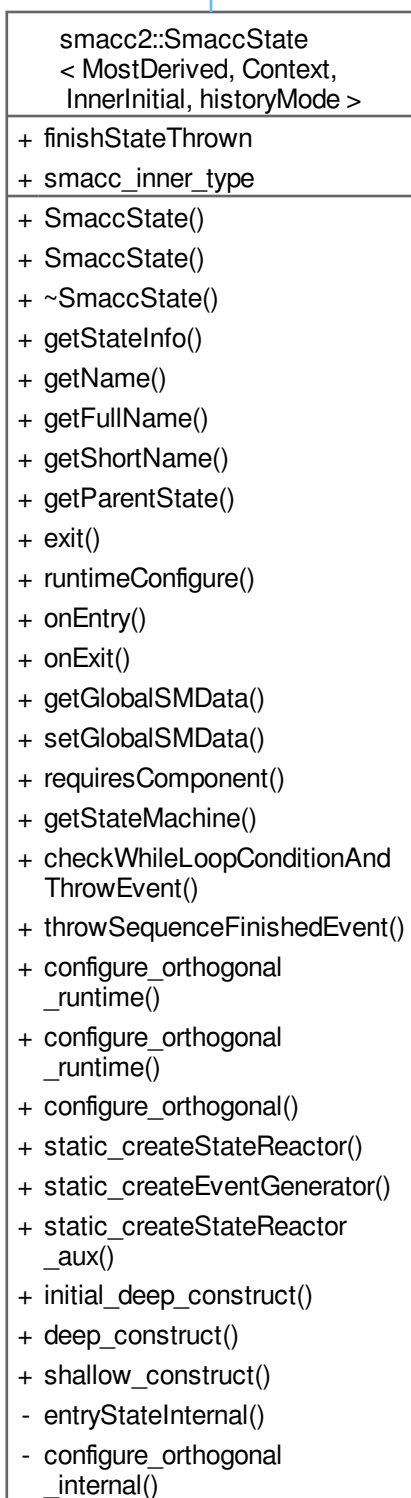 smacc2::SmaccState
< MostDerived, Context,
InnerInitial, historyMode >
+ finishStateThrown
+ smacc_inner_type
+ SmaccState()
+ SmaccState()
+ ~SmaccState()
+ getStateInfo()
+ getName()
+ getFullName()
+ getShortName()
+ getParentState()
+ exit()
+ runtimeConfigure()
+ onEntry()
+ onExit()
+ getGlobalSMData()
+ setGlobalSMData()
+ requiresComponent()
+ getStateMachine()
+ checkWhileLoopConditionAnd
ThrowEvent()
+ throwSequenceFinishedEvent()
+ configure_orthogonal
_runtime()
+ configure_orthogonal
_runtime()
+ configure_orthogonal()
+ static_createStateReactor()
+ static_createEventGenerator()
+ static_createStateReactor
_aux()
+ initial_deep_construct()
+ deep_construct()
+ shallow_construct()
- entryStateInternal()
- configure_orthogonal
_internal()